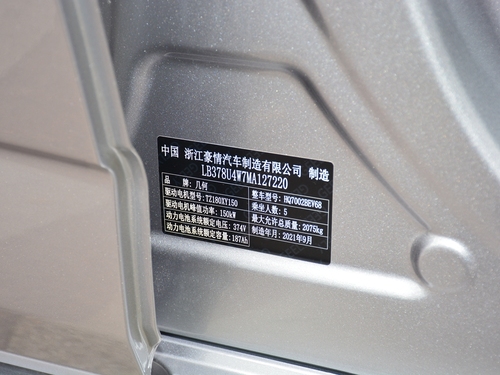 中国 浙江豪情汽车制造有限公司 制造
LB378U4W7MA127220
品 牌: 几何
整车型号: HQ7002BEV68
驱动电机型号: TZ180XY150
乘坐人数: 5
驱动电机峰值功率: 150kW
最大允许总质量: 2075kg
动力电池系统额定电压: 374V
制造年月: 2021年9月
动力电池系统额定容量: 187Ah